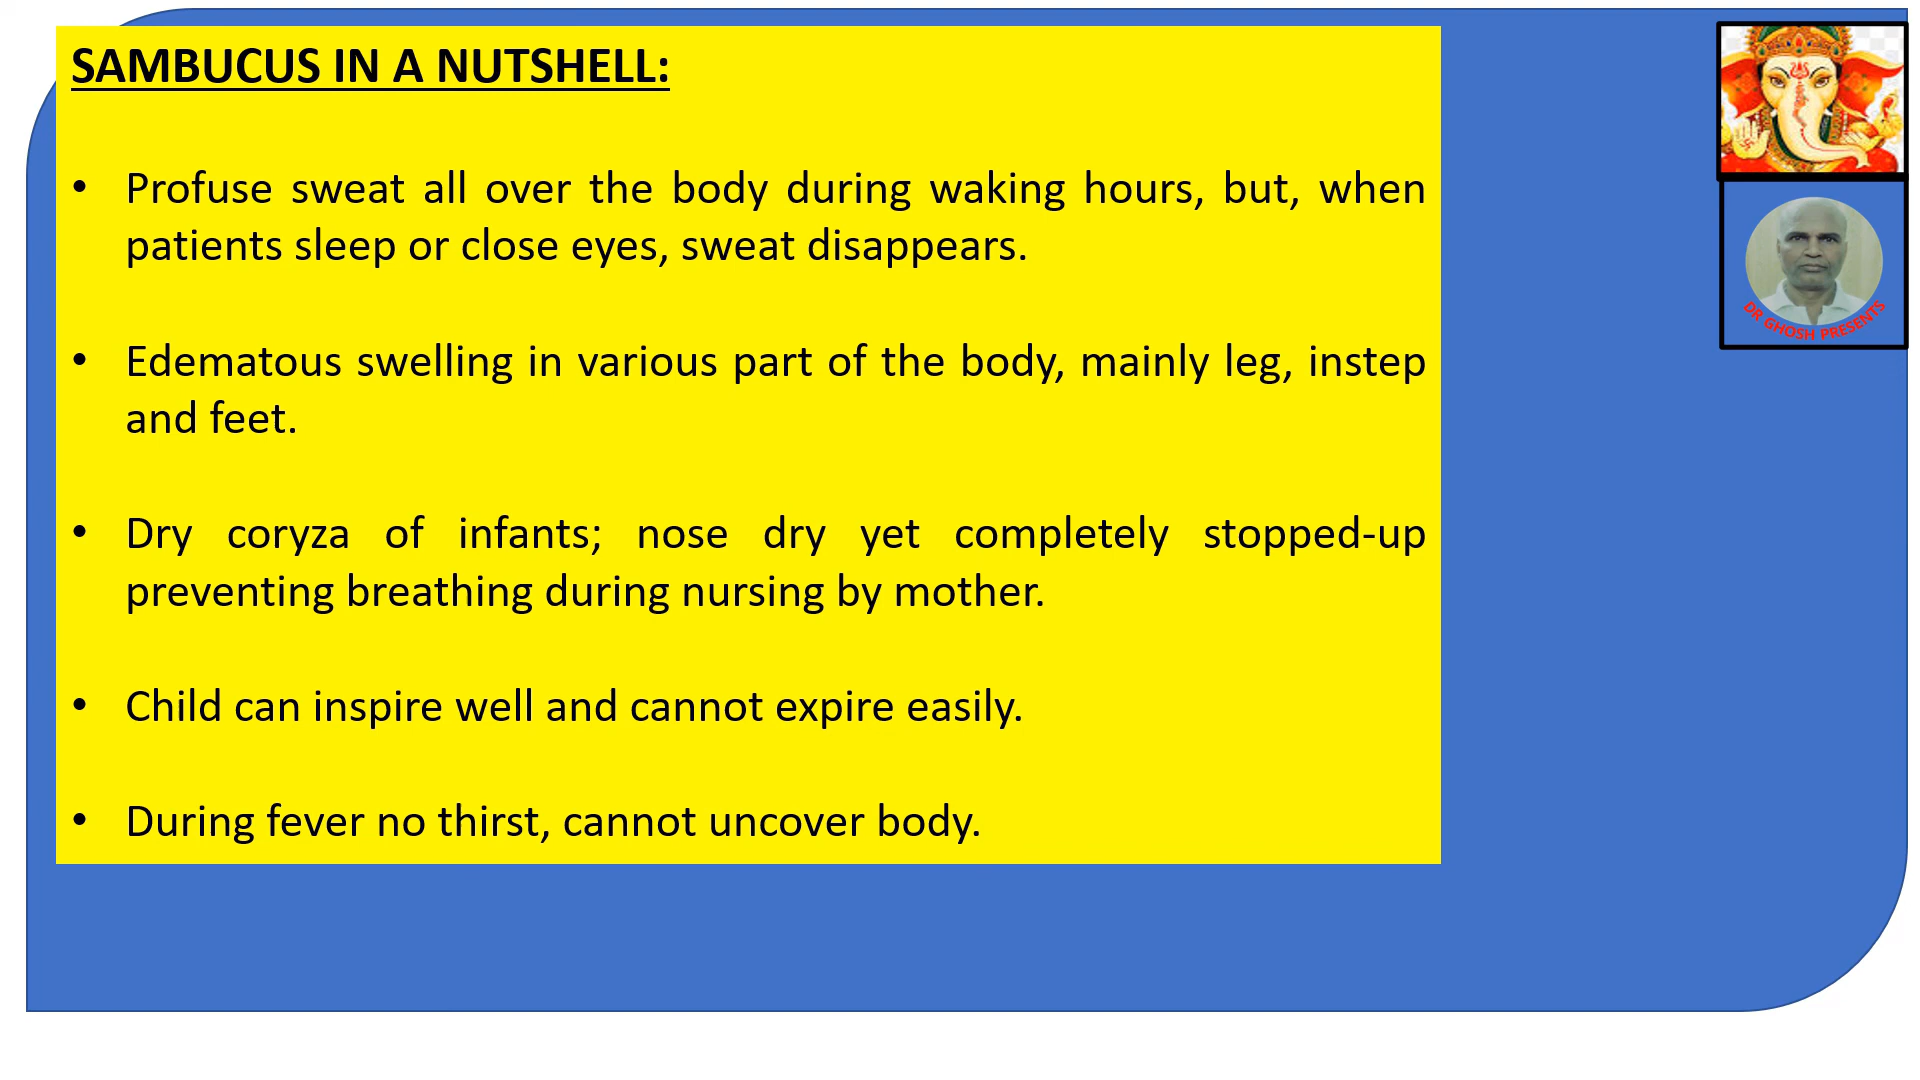 SAMBUCUS IN A NUTSHELL:
• Profuse sweat all over the body during waking hours, but, when
patients sleep or close eyes, sweat disappears.
• Edematous swelling in various part of the body, mainly leg, instep
and feet.
• Dry coryza of infants; nose dry yet completely stopped-up
preventing breathing during nursing by mother.
• Child can inspire well and cannot expire easily.
• During fever no thirst, cannot uncover body.
DR GHOSH PRESENTS